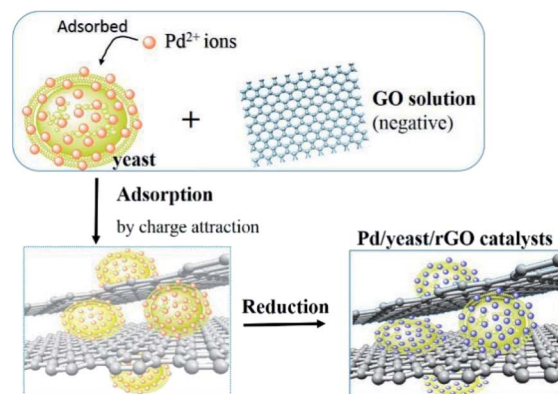 Adsorbed
Pd²⁺ ions
GO solution
(negative)
+
yeast
Adsorption
by charge attraction
Pd/yeast/rGO catalysts
Reduction